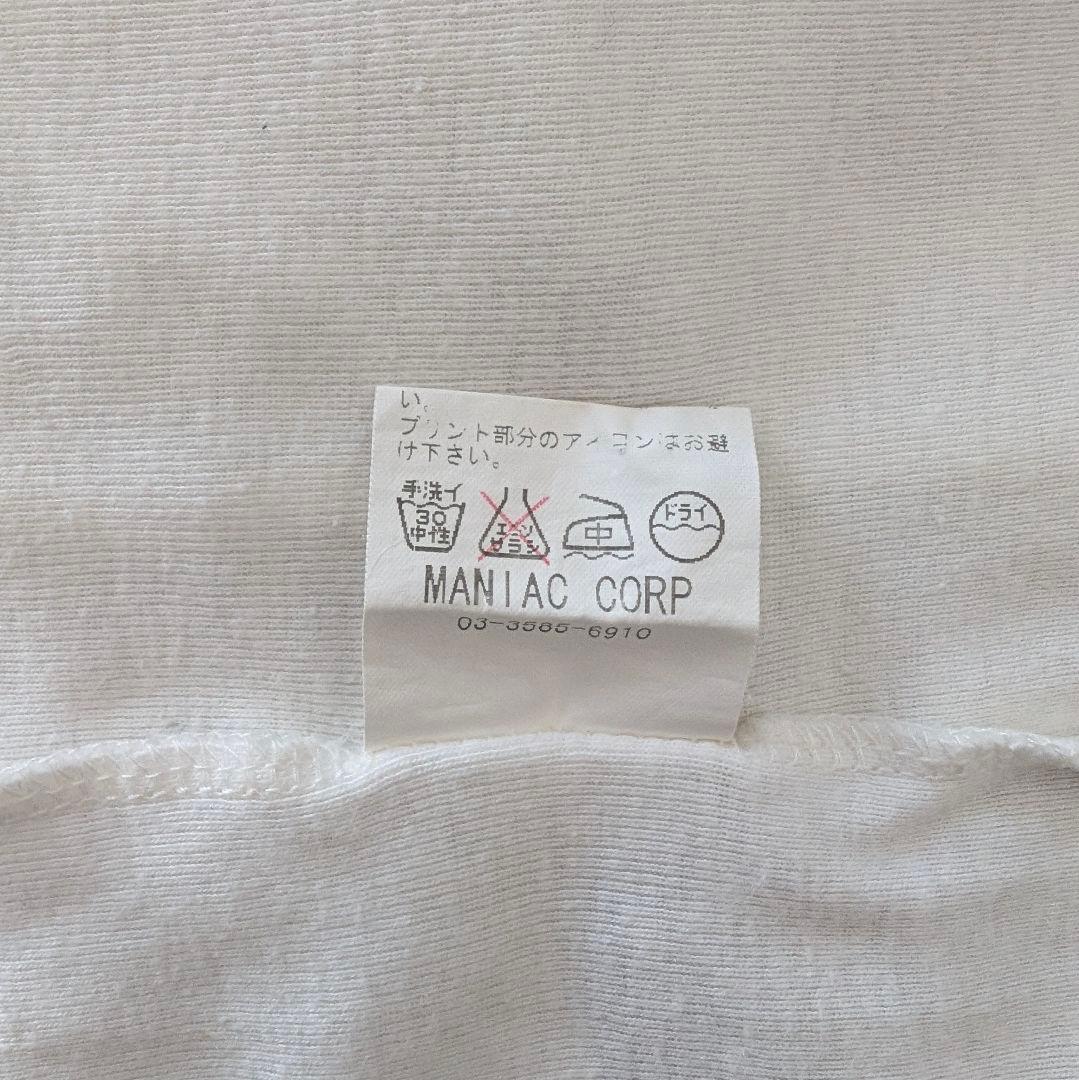 い。
プリント部分のアイロンはお避
け下さい。
手洗イ
30
中性
エンソ
サラシ
中
ドライ
MANIAC CORP
03-3585-6910